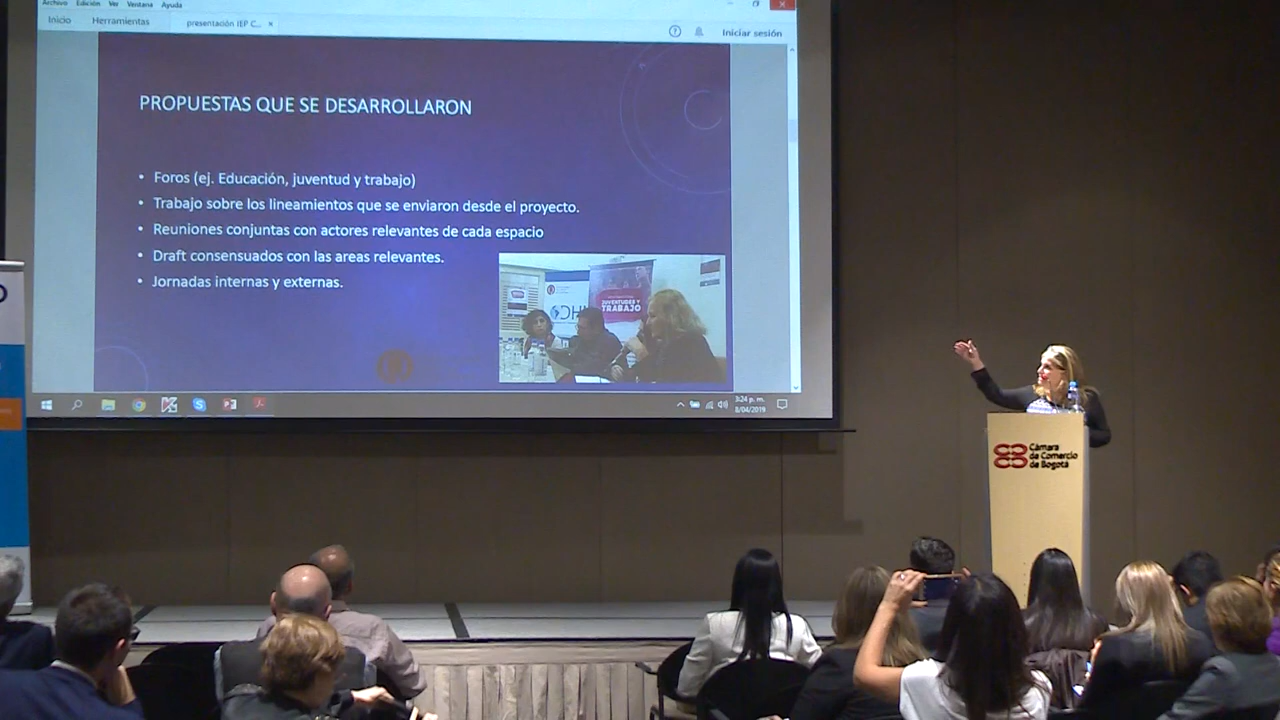 Archivo Edición Ver Ventana Ayuda
Inicio Herramientas presentación IEP C... ×
Iniciar sesión
PROPUESTAS QUE SE DESARROLLARON
• Foros (ej. Educación, juventud y trabajo)
• Trabajo sobre los lineamientos que se enviaron desde el proyecto.
• Reuniones conjuntas con actores relevantes de cada espacio
• Draft consensuados con las areas relevantes.
• Jornadas internas y externas.
JUVENTUDES Y
TRABAJO
3:24 p. m.
8/04/2019
Cámara
de Comercio
de Bogotá